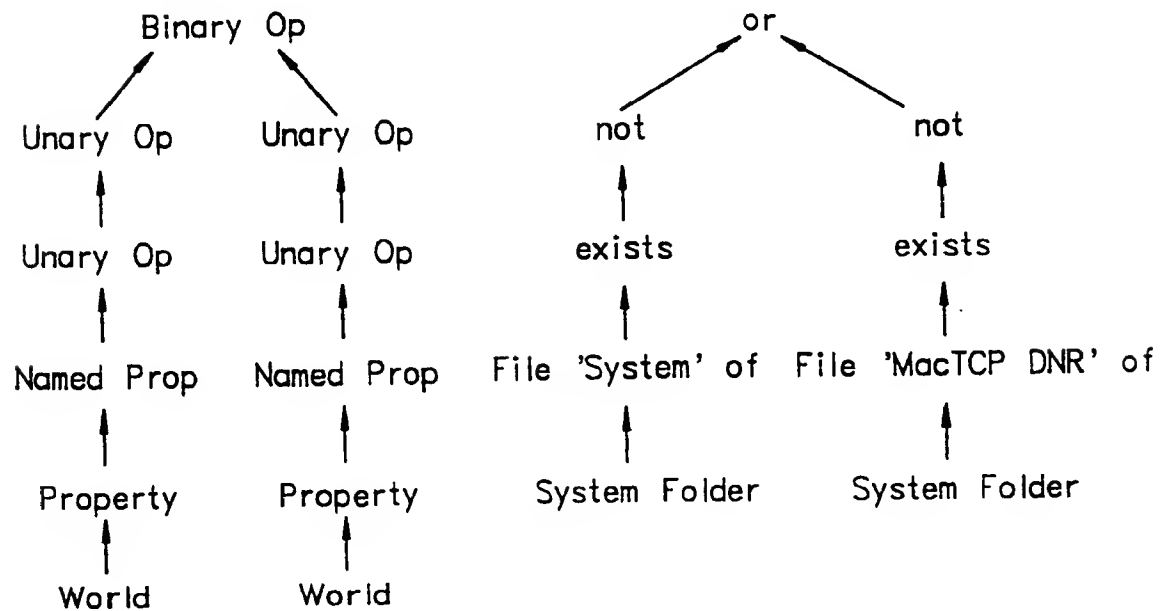 Binary Op
or
Unary Op Unary Op
not not
Unary Op Unary Op
exists exists
Named Prop Named Prop
File 'System' of File 'MacTCP DNR' of
Property Property
System Folder System Folder
World World